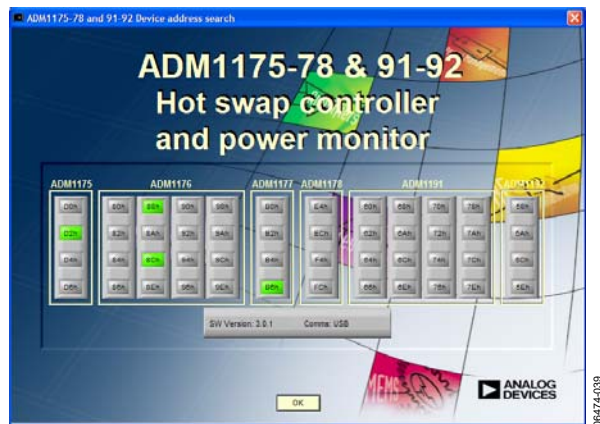 ADM1175-78 and 91-92 Device address search
ADM1175-78 & 91-92
Hot swap controller
and power monitor
ADM1175 ADM1176 ADM1177 ADM1178 ADM1191 ADM1192
D0h 80h 88h 90h 98h B0h E4h 60h 68h 70h 78h 58h
D2h 82h 8Ah 92h 9Ah B2h ECh 62h 6Ah 72h 7Ah 5Ah
D4h 84h 8Ch 94h 9Ch B4h F4h 64h 6Ch 74h 7Ch 5Ch
D6h 86h 8Eh 96h 9Eh B6h FCh 66h 6Eh 76h 7Eh 5Eh
SW Version: 3.0.1 Comms: USB
MEMS
OK
ANALOG
DEVICES
06474-039